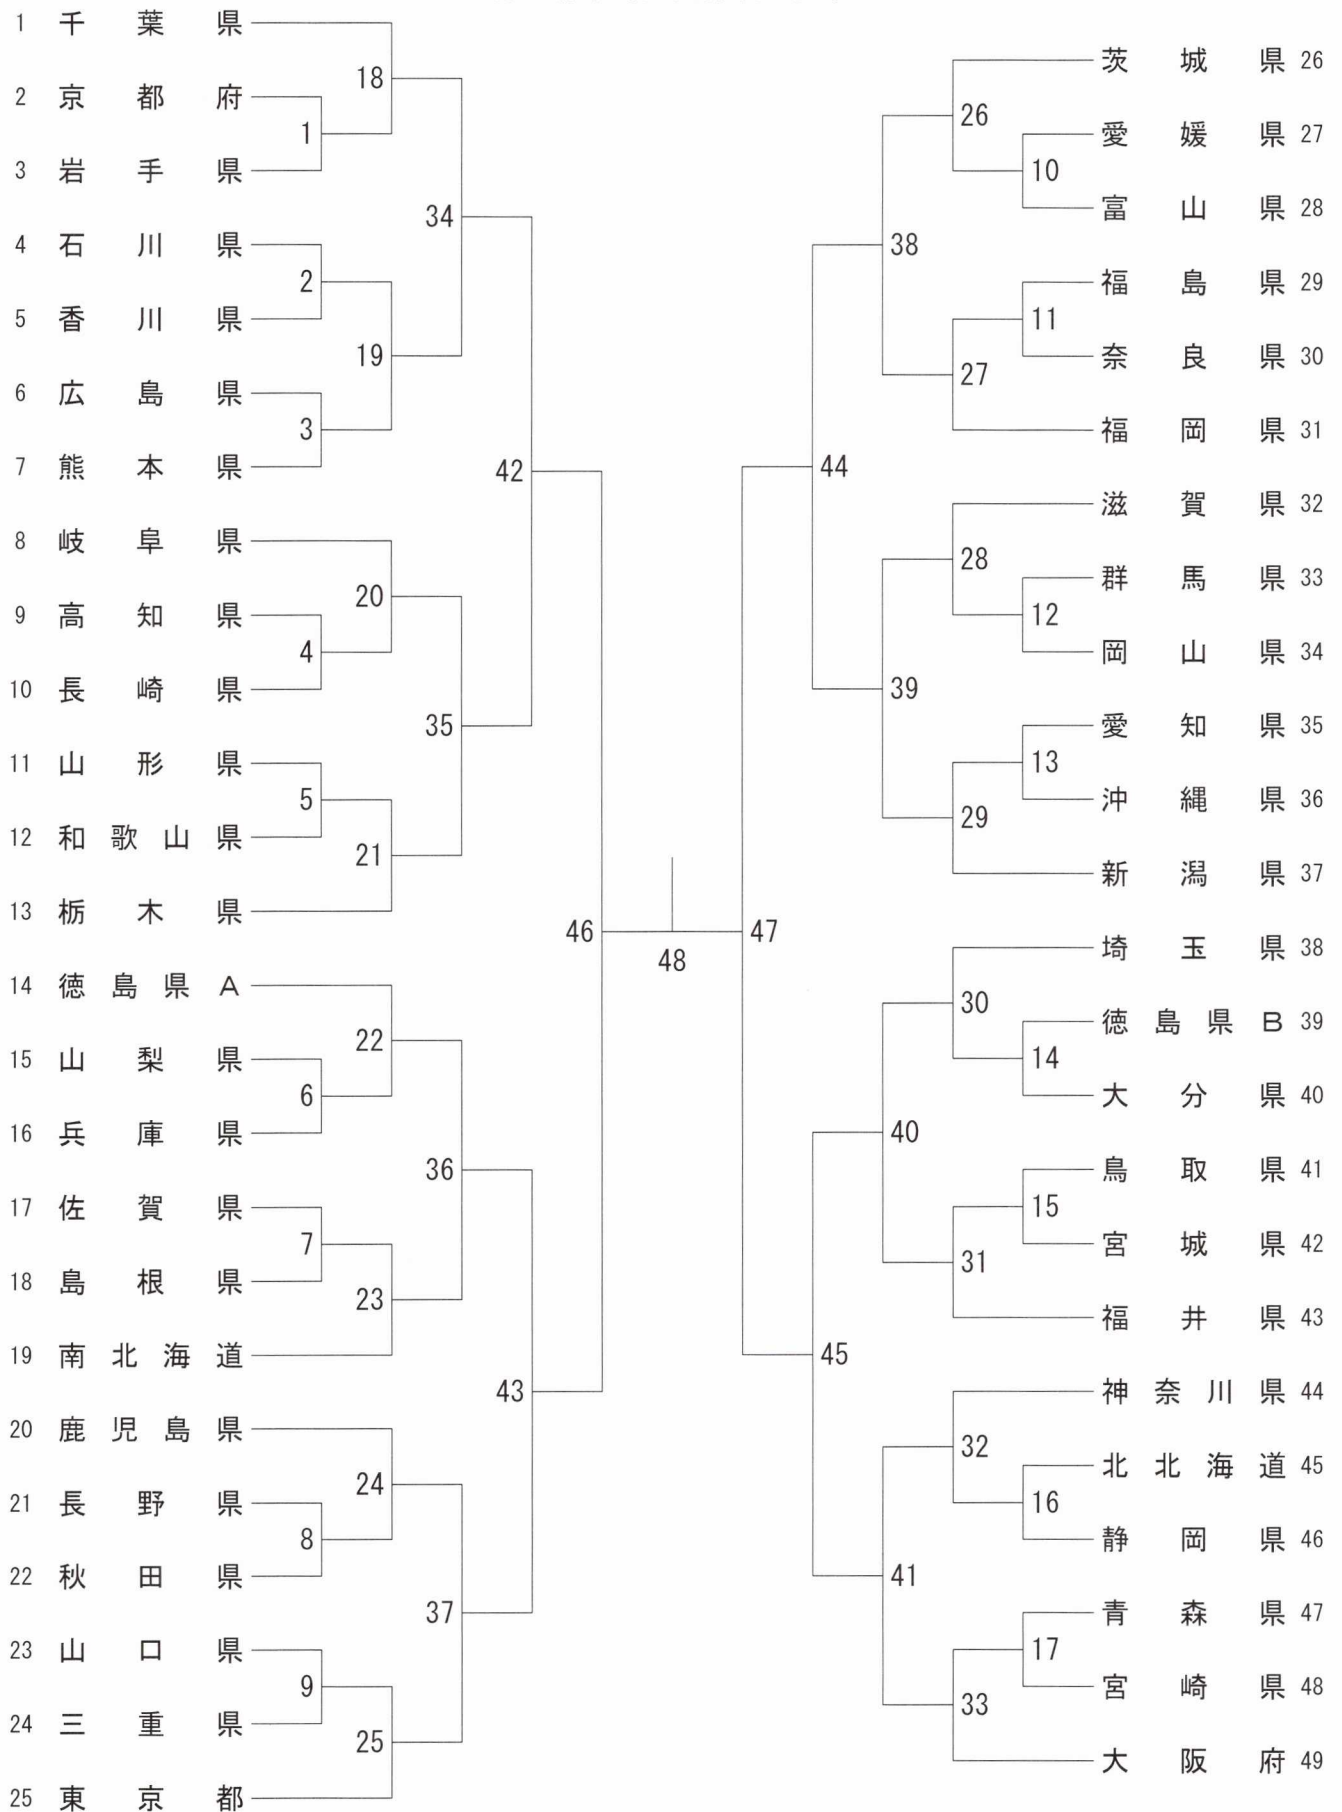 1 千葉県
2 京都府
3 岩手県
4 石川県
5 香川県
6 広島県
7 熊本県
8 岐阜県
9 高知県
10 長崎県
11 山形県
12 和歌山県
13 栃木県
14 徳島県A
15 山梨県
16 兵庫県
17 佐賀県
18 島根県
19 南北海道
20 鹿児島県
21 長野県
22 秋田県
23 山口県
24 三重県
25 東京都
1
2
3
4
5
6
7
8
9
18
19
20
21
22
23
24
25
34
35
36
37
42
43
46
48
47
44
45
38
39
40
41
26
27
28
29
30
31
32
33
10
11
12
13
14
15
16
17
茨城県 26
愛媛県 27
富山県 28
福島県 29
奈良県 30
福岡県 31
滋賀県 32
群馬県 33
岡山県 34
愛知県 35
沖縄県 36
新潟県 37
埼玉県 38
徳島県B 39
大分県 40
鳥取県 41
宮城県 42
福井県 43
神奈川県 44
北北海道 45
静岡県 46
青森県 47
宮崎県 48
大阪府 49